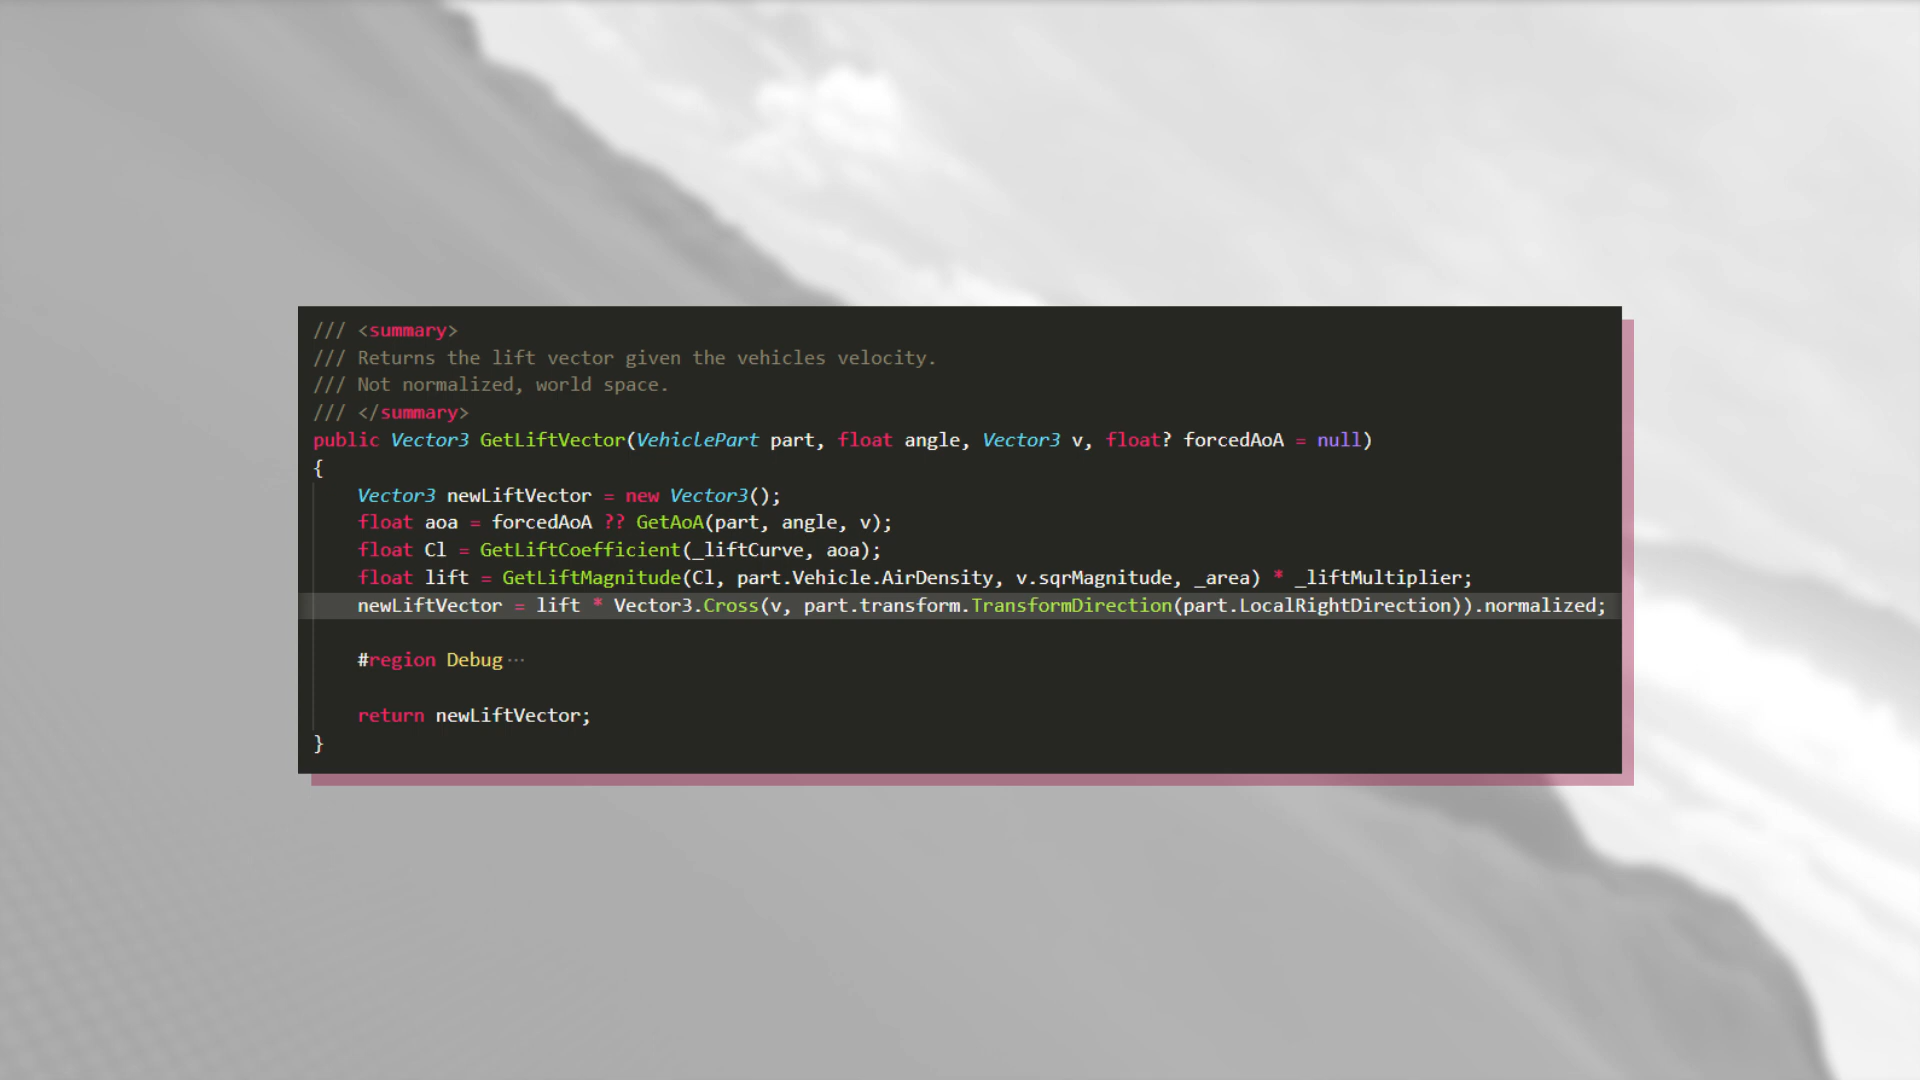 /// <summary>
/// Returns the lift vector given the vehicles velocity.
/// Not normalized, world space.
/// </summary>
public Vector3 GetLiftVector(VehiclePart part, float angle, Vector3 v, float? forcedAoA = null)
{
    Vector3 newLiftVector = new Vector3();
    float aoa = forcedAoA ?? GetAoA(part, angle, v);
    float Cl = GetLiftCoefficient(_liftCurve, aoa);
    float lift = GetLiftMagnitude(Cl, part.Vehicle.AirDensity, v.sqrMagnitude, _area) * _liftMultiplier;
    newLiftVector = lift * Vector3.Cross(v, part.transform.TransformDirection(part.LocalRightDirection)).normalized;
    #region Debug ···
    return newLiftVector;
}